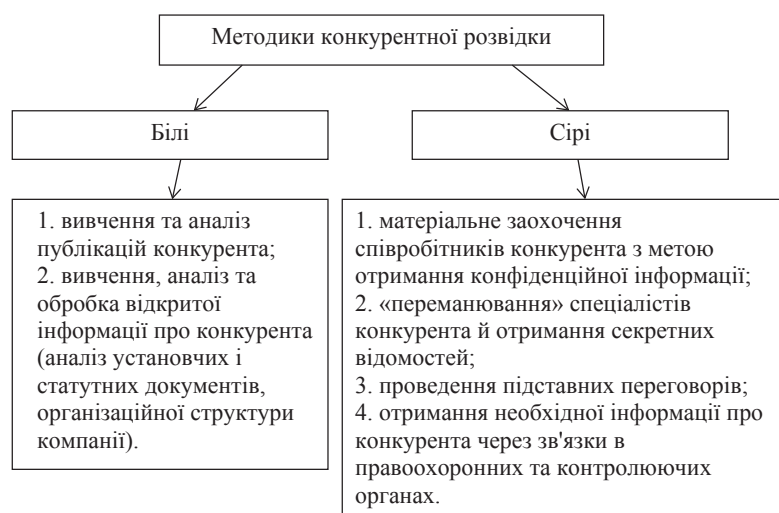 Методики конкурентної розвідки
Білі
Сірі
1. вивчення та аналіз
публікацій конкурента;
2. вивчення, аналіз та
обробка відкритої
інформації про конкурента
(аналіз установчих і
статутних документів,
організаційної структури
компанії).
1. матеріальне заохочення
співробітників конкурента з метою
отримання конфіденційної інформації;
2. «переманювання» спеціалістів
конкурента й отримання секретних
відомостей;
3. проведення підставних переговорів;
4. отримання необхідної інформації про
конкурента через зв'язки в
правоохоронних та контролюючих
органах.